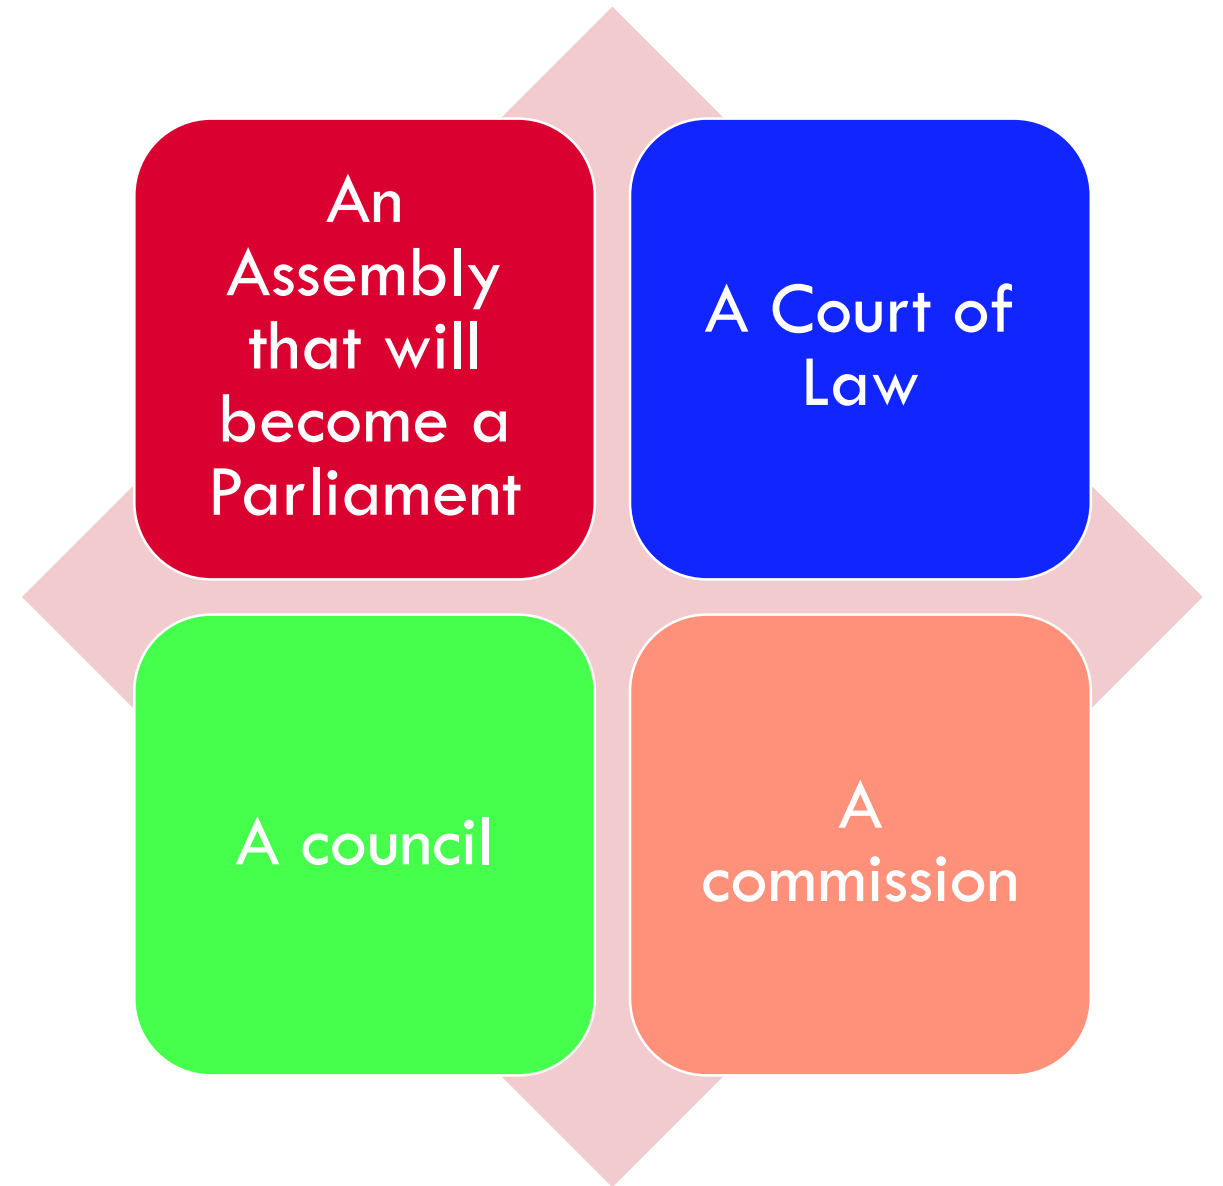 An
Assembly
that will
become a
Parliament
A Court of
Law
A council
A
commission